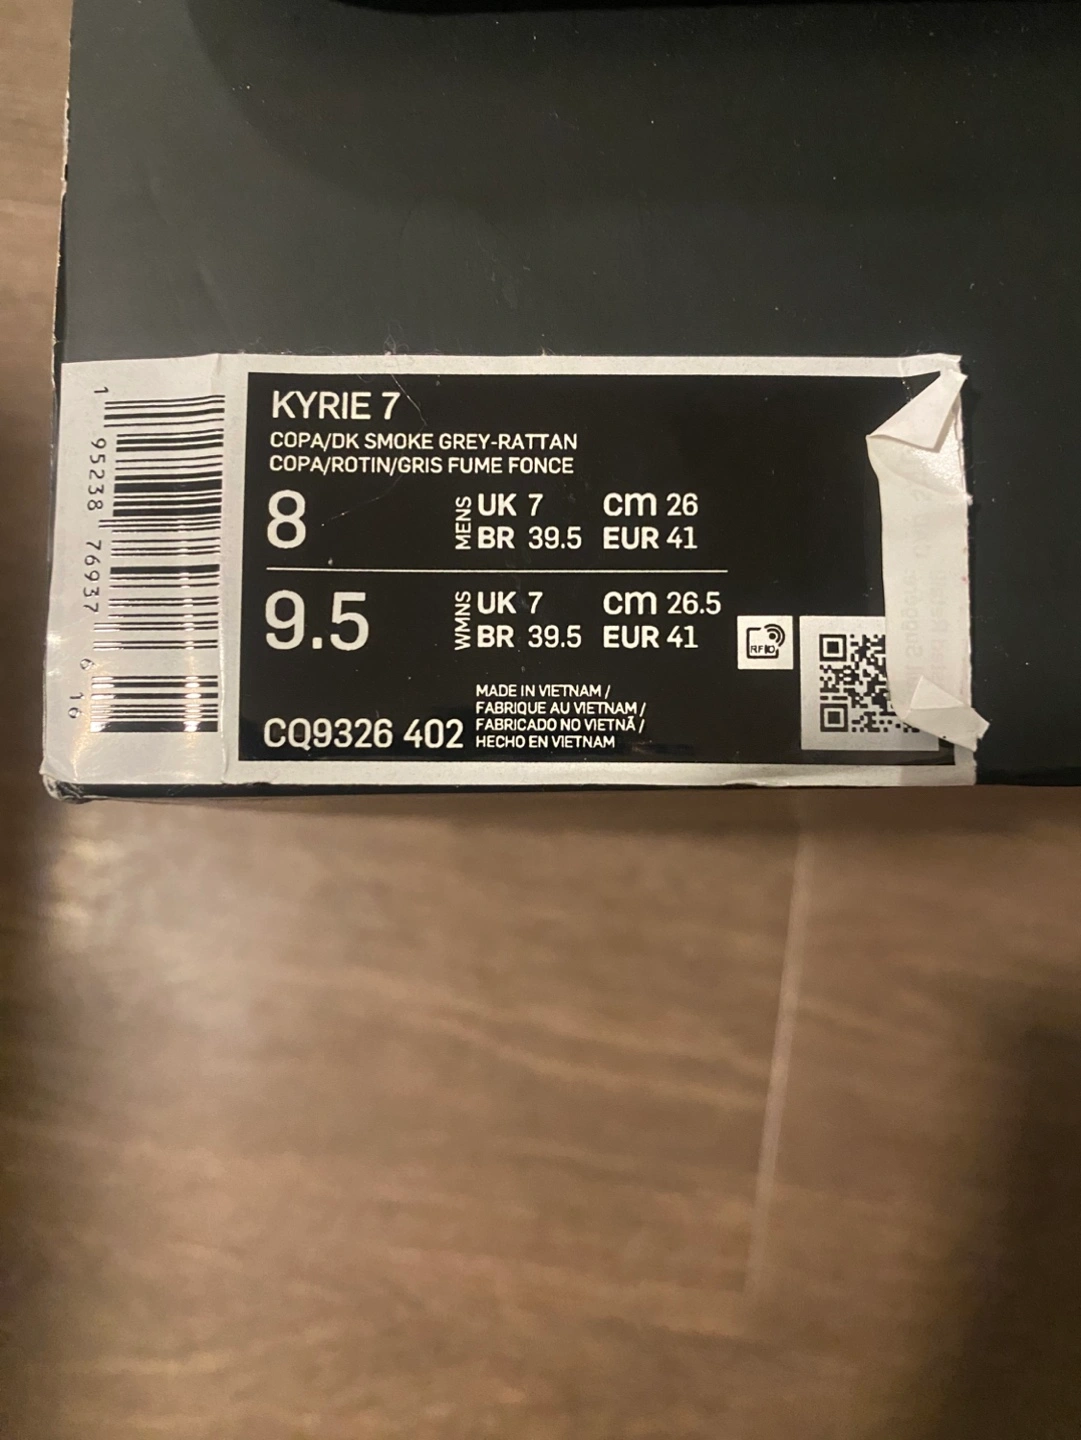 KYRIE 7
COPA/DK SMOKE GREY-RATTAN
COPA/ROTIN/GRIS FUME FONCE
8 MENS UK 7 cm 26
BR 39.5 EUR 41
9.5 WMNS UK 7 cm 26.5
BR 39.5 EUR 41
RFID
MADE IN VIETNAM /
FABRIQUE AU VIETNAM /
FABRICADO NO VIETNÃ /
HECHO EN VIETNAM
CQ9326 402
1 95238 76937 6 16